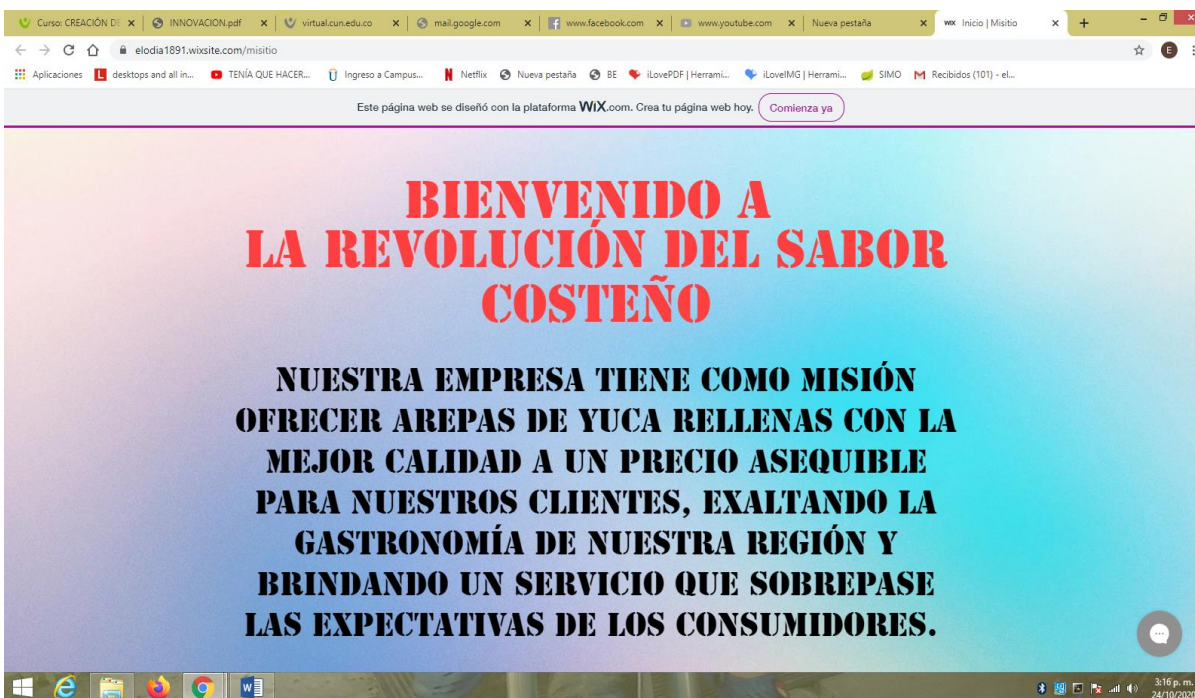 Curso: CREACIÓN DE
INNOVACION.pdf
virtual.cun.edu.co
mail.google.com
www.facebook.com
www.youtube.com
Nueva pestaña
WIX Inicio | Misitio
elodia1891.wixsite.com/misitio
E
Aplicaciones
L desktops and all in...
TENÍA QUE HACER...
Ingreso a Campus...
N Netflix
Nueva pestaña
BE
iLovePDF | Herrami...
iLoveIMG | Herrami...
SIMO
Recibidos (101) - el...
Este página web se diseñó con la plataforma WiX.com. Crea tu página web hoy. Comienza ya
BIENVENIDO A
LA REVOLUCIÓN DEL SABOR
COSTEÑO
NUESTRA EMPRESA TIENE COMO MISIÓN
OFRECER AREPAS DE YUCA RELLENAS CON LA
MEJOR CALIDAD A UN PRECIO ASEQUIBLE
PARA NUESTROS CLIENTES, EXALTANDO LA
GASTRONOMÍA DE NUESTRA REGIÓN Y
BRINDANDO UN SERVICIO QUE SOBREPASE
LAS EXPECTATIVAS DE LOS CONSUMIDORES.
3:16 p. m.